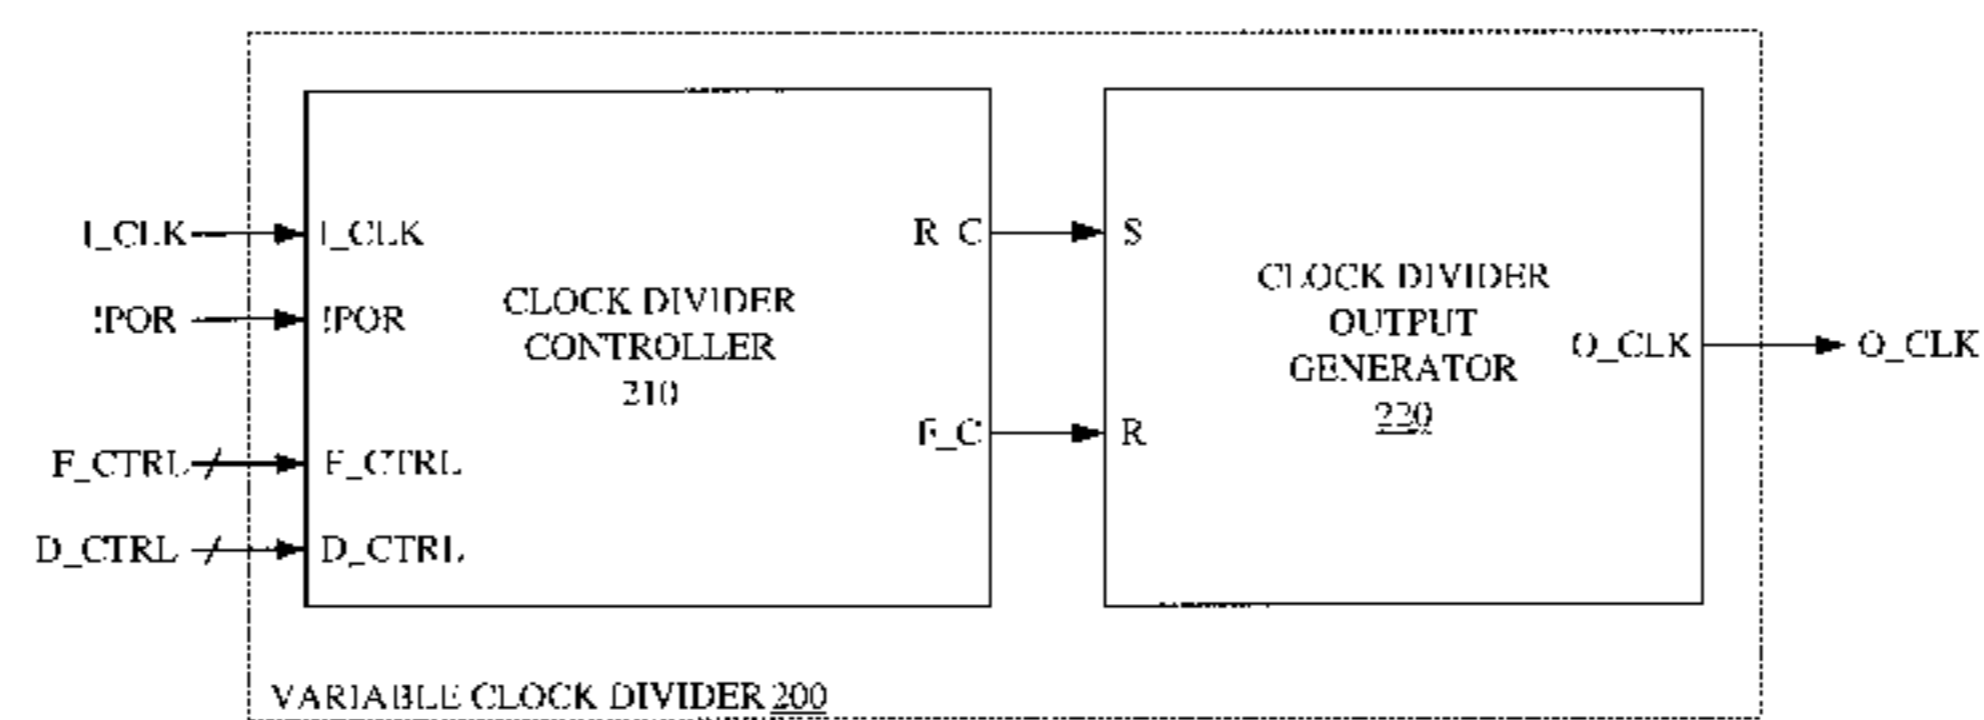 I_CLK
!POR
F_CTRL
D_CTRL
I_CLK
!POR
F_CTRL
D_CTRL
CLOCK DIVIDER
CONTROLLER
210
R_C
F_C
S
R
CLOCK DIVIDER
OUTPUT
GENERATOR
220
O_CLK
O_CLK
VARIABLE CLOCK DIVIDER 200